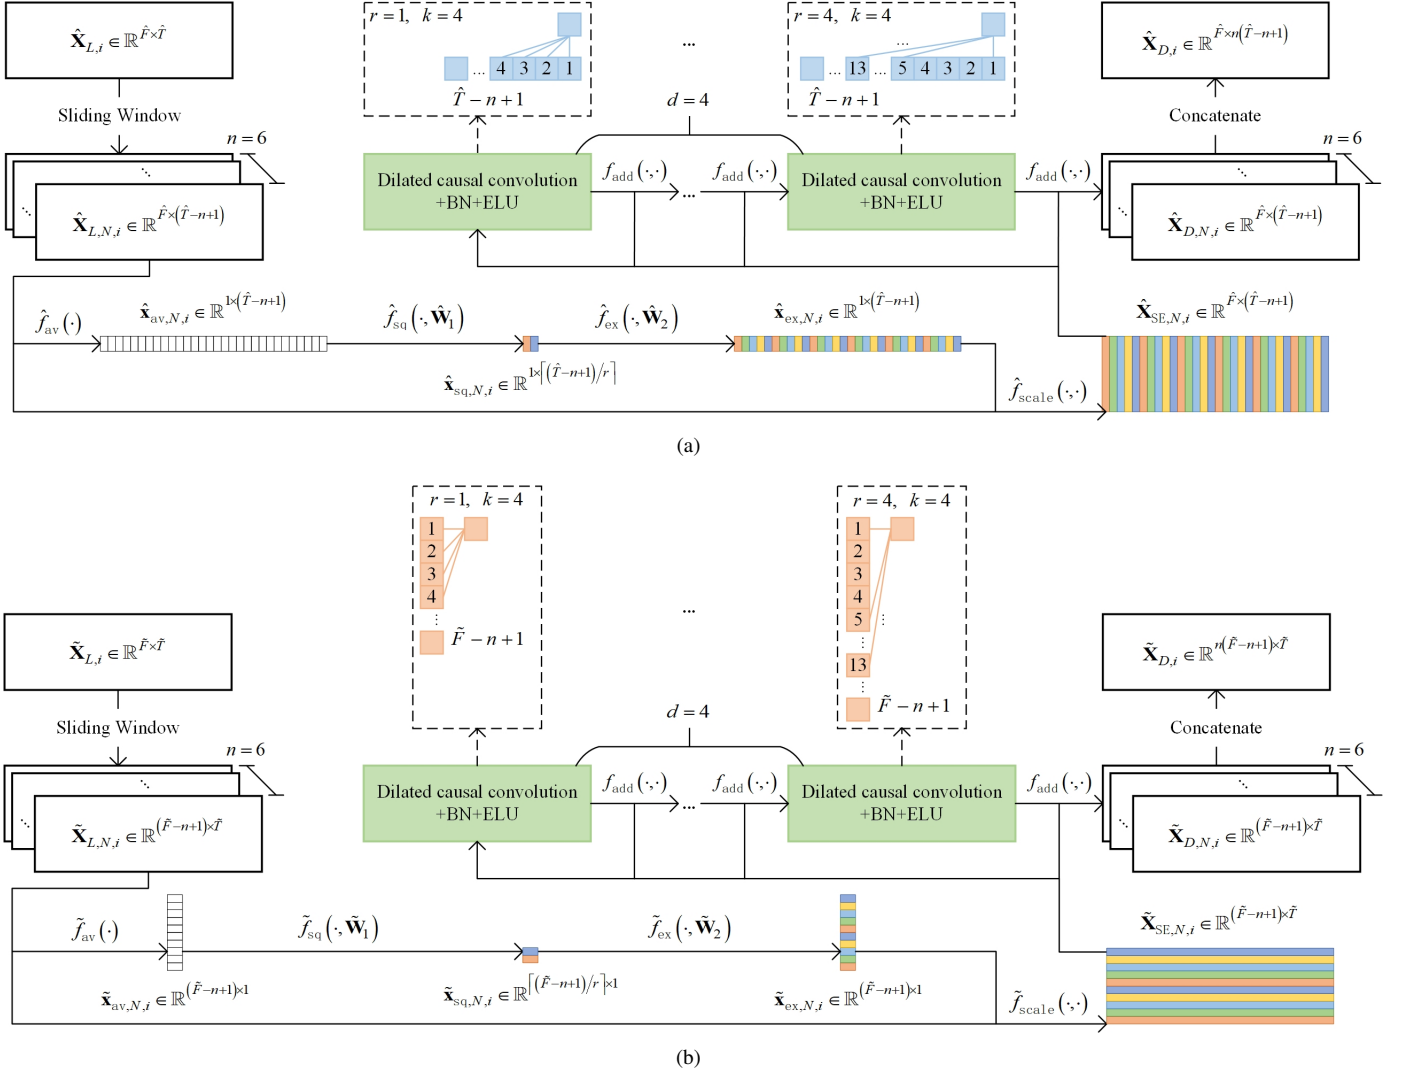 X̂_{L,i} ∈ ℝ^{F̂×T̂}
Sliding Window
n = 6
X̂_{L,N,i} ∈ ℝ^{F̂×(T̂−n+1)}
r = 1, k = 4
... 4 3 2 1
T̂ − n + 1
...
d = 4
r = 4, k = 4
...
... 13 ... 5 4 3 2 1
T̂ − n + 1
Dilated causal convolution
+BN+ELU
f_add(·,·)
...
f_add(·,·)
Dilated causal convolution
+BN+ELU
f_add(·,·)
X̂_{D,i} ∈ ℝ^{F̂×n(T̂−n+1)}
Concatenate
n = 6
X̂_{D,N,i} ∈ ℝ^{F̂×(T̂−n+1)}
f̂_av(·)
x̂_{av,N,i} ∈ ℝ^{1×(T̂−n+1)}
f̂_sq(·,Ŵ₁)
x̂_{sq,N,i} ∈ ℝ^{1×⌈(T̂−n+1)/r⌉}
f̂_ex(·,Ŵ₂)
x̂_{ex,N,i} ∈ ℝ^{1×(T̂−n+1)}
f̂_scale(·,·)
X̂_{SE,N,i} ∈ ℝ^{F̂×(T̂−n+1)}
(a)
X̃_{L,i} ∈ ℝ^{F̃×T̃}
Sliding Window
n = 6
X̃_{L,N,i} ∈ ℝ^{(F̃−n+1)×T̃}
r = 1, k = 4
1
2
3
4
⋮
F̃ − n + 1
...
d = 4
r = 4, k = 4
1
2
3
4
5
⋮
⋮
13
⋮
F̃ − n + 1
Dilated causal convolution
+BN+ELU
f_add(·,·)
...
f_add(·,·)
Dilated causal convolution
+BN+ELU
f_add(·,·)
X̃_{D,i} ∈ ℝ^{n(F̃−n+1)×T̃}
Concatenate
n = 6
X̃_{D,N,i} ∈ ℝ^{(F̃−n+1)×T̃}
f̃_av(·)
x̃_{av,N,i} ∈ ℝ^{(F̃−n+1)×1}
f̃_sq(·,W̃₁)
x̃_{sq,N,i} ∈ ℝ^{⌈(F̃−n+1)/r⌉×1}
f̃_ex(·,W̃₂)
x̃_{ex,N,i} ∈ ℝ^{(F̃−n+1)×1}
f̃_scale(·,·)
X̃_{SE,N,i} ∈ ℝ^{(F̃−n+1)×T̃}
(b)